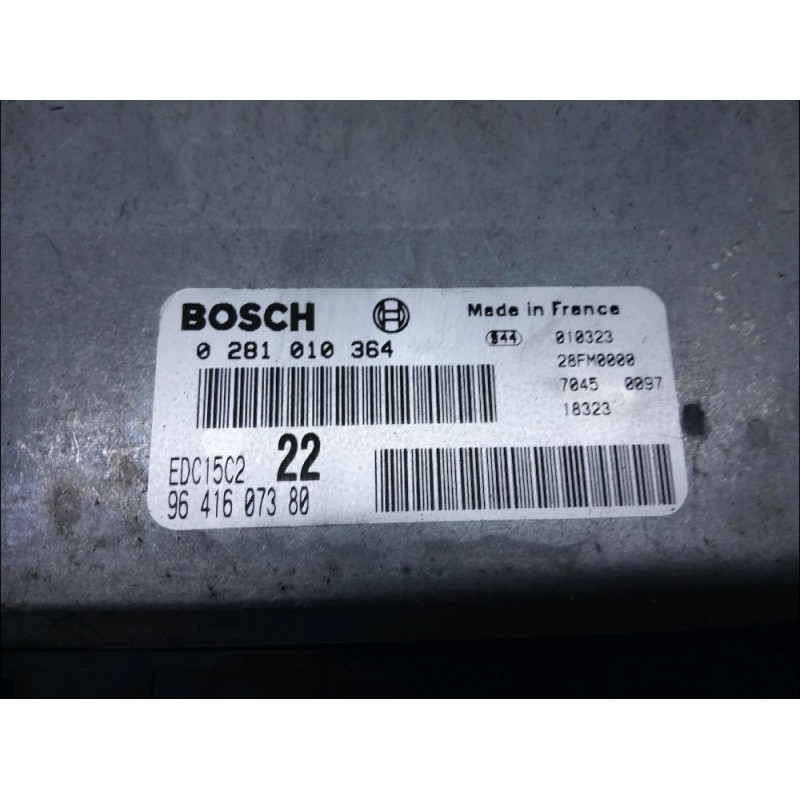 BOSCH
Made in France
0 281 010 364
844 010323
28FM0000
7045 0097
18323
EDC15C2 22
96 416 073 80